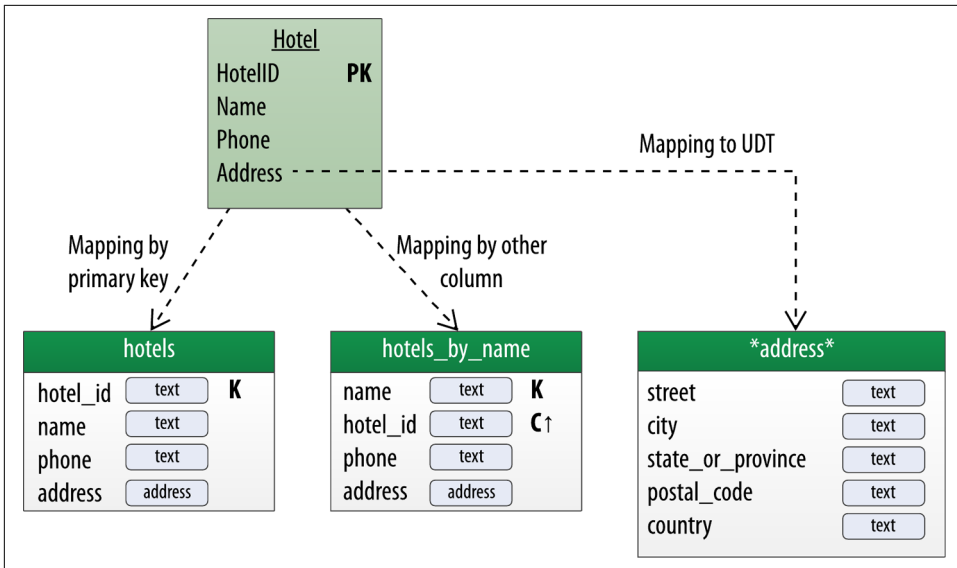 Hotel
HotelID PK
Name
Phone
Address
Mapping to UDT
Mapping by
primary key
Mapping by other
column
hotels
hotel_id text K
name text
phone text
address address
hotels_by_name
name text K
hotel_id text C↑
phone text
address address
*address*
street text
city text
state_or_province text
postal_code text
country text